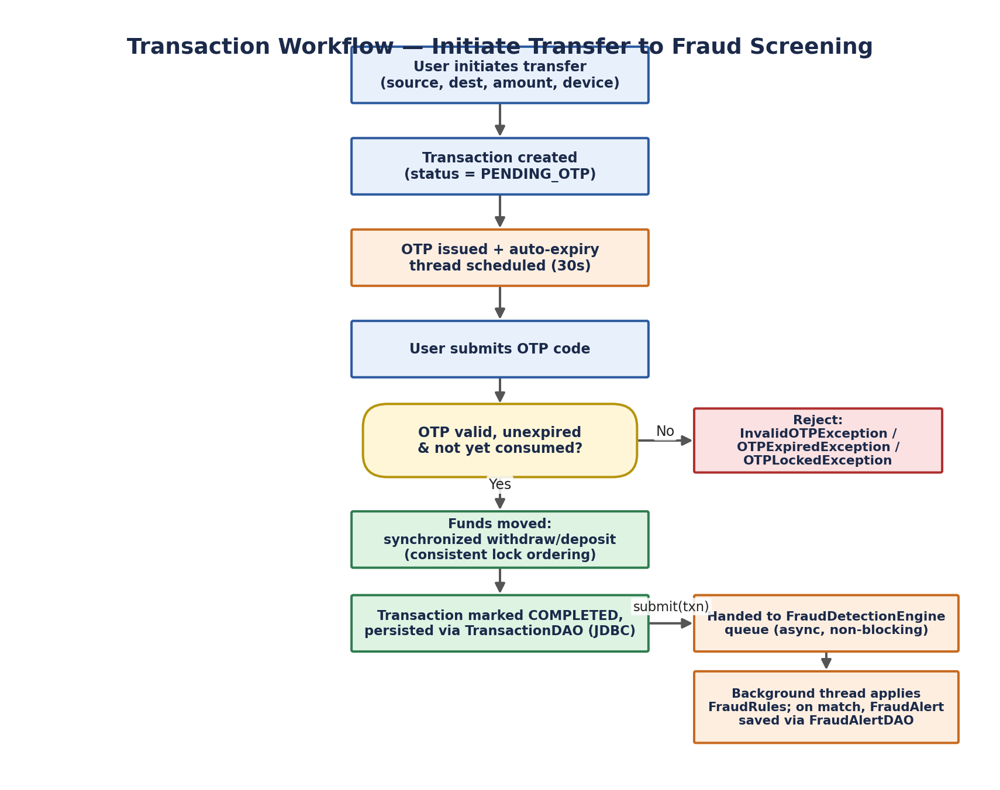 Transaction Workflow — Initiate Transfer to Fraud Screening
User initiates transfer
(source, dest, amount, device)
Transaction created
(status = PENDING_OTP)
OTP issued + auto-expiry
thread scheduled (30s)
User submits OTP code
OTP valid, unexpired
& not yet consumed?
No
Reject:
InvalidOTPException /
OTPExpiredException /
OTPLockedException
Yes
Funds moved:
synchronized withdraw/deposit
(consistent lock ordering)
Transaction marked COMPLETED,
persisted via TransactionDAO (JDBC)
submit(txn)
Handed to FraudDetectionEngine
queue (async, non-blocking)
Background thread applies
FraudRules; on match, FraudAlert
saved via FraudAlertDAO